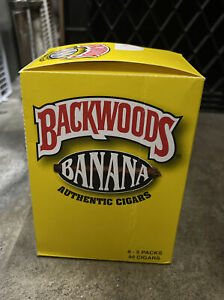 BACKWOODS
BANANA
AUTHENTIC CIGARS
8 - 5 PACKS
40 CIGARS